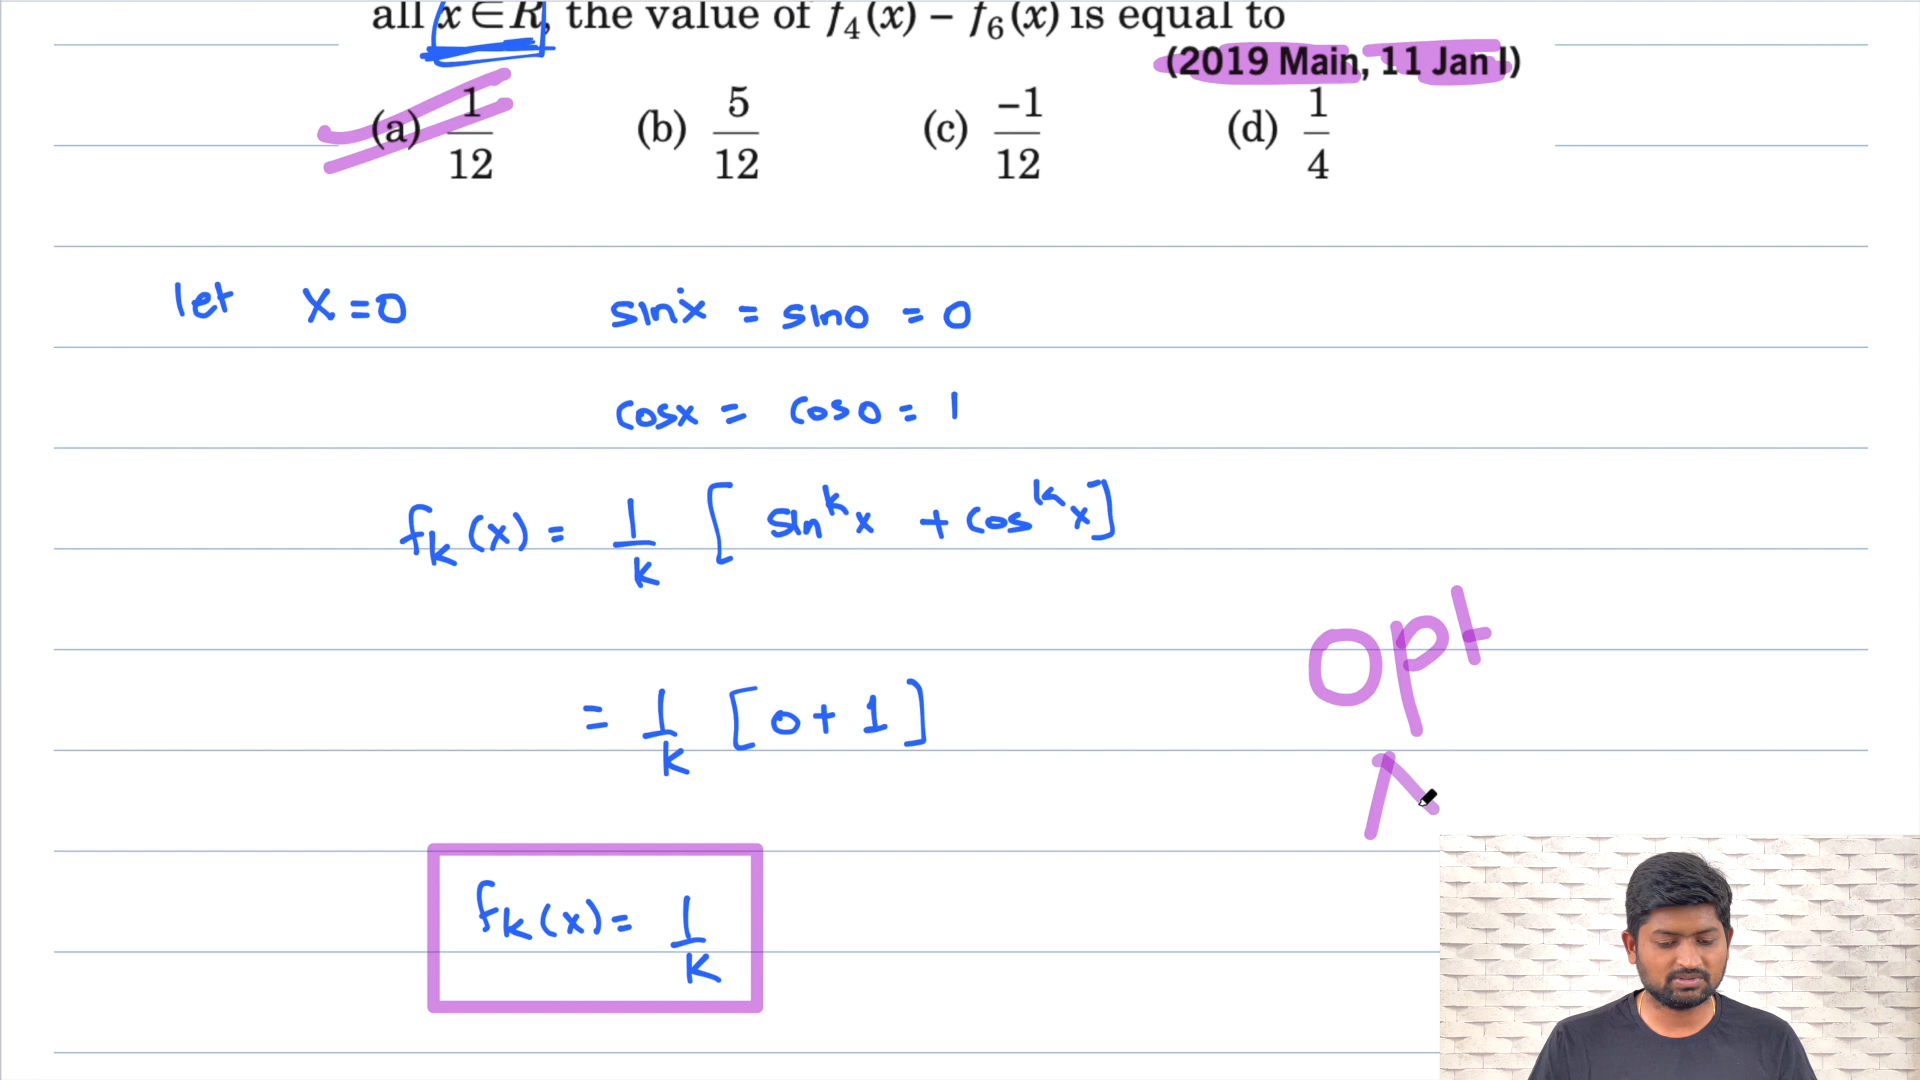 all x ∈ R, the value of f₄(x) − f₆(x) is equal to
(2019 Main, 11 Jan I)
(a) 1/12 (b) 5/12 (c) −1/12 (d) 1/4
let x = 0 sinx = sin0 = 0
cosx = cos0 = 1
fₖ(x) = 1/k [sinᵏx + cosᵏx]
opt
= 1/k [0 + 1]
fₖ(x) = 1/k